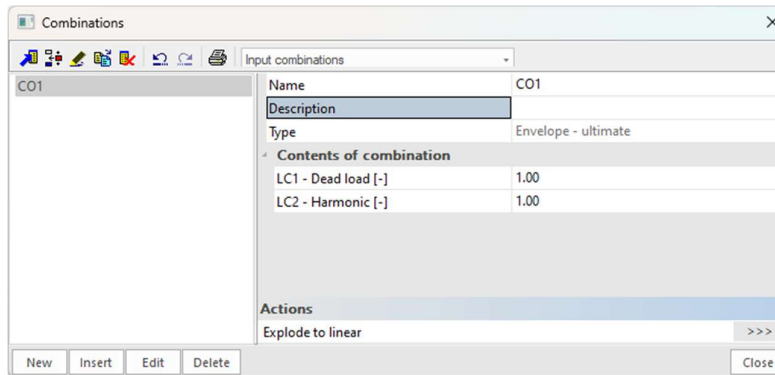 Combinations
Input combinations
CO1
Name CO1
Description
Type Envelope - ultimate
Contents of combination
LC1 - Dead load [-] 1.00
LC2 - Harmonic [-] 1.00
Actions
Explode to linear >>>
New Insert Edit Delete Close